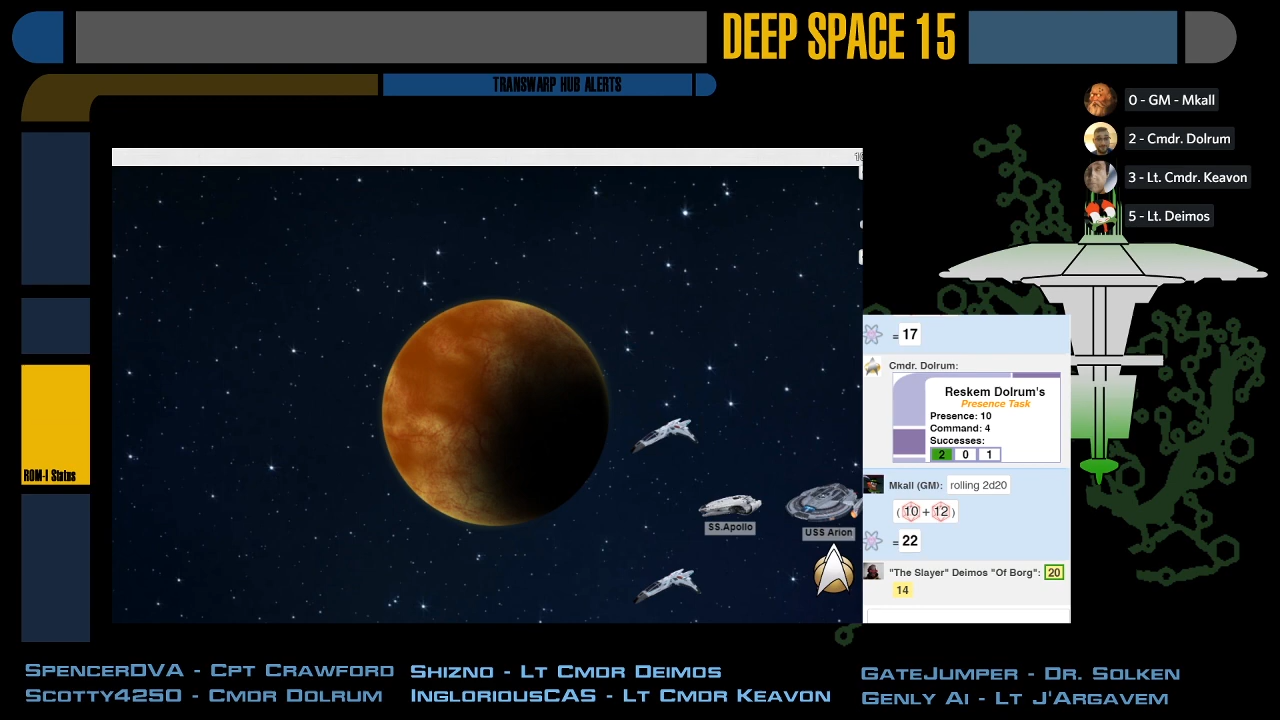 DEEP SPACE 15
TRANSWARP HUB ALERTS
0 - GM - Mkall
2 - Cmdr. Dolrum
3 - Lt. Cmdr. Keavon
5 - Lt. Deimos
=17
Cmdr. Dolrum:
Reskem Dolrum's
Presence Task
Presence: 10
Command: 4
Successes:
2 0 1
Mkall (GM): rolling 2d20
(10+12)
=22
"The Slayer" Deimos "Of Borg": 20
14
SS.Apollo
USS Arion
ROM-I Status
SpencerDVA - Cpt Crawford
Scotty4250 - Cmdr Dolrum
Shizno - Lt Cmdr Deimos
IngloriousCAS - Lt Cmdr Keavon
GateJumper - Dr. Solken
Genly Ai - Lt J'Argavem